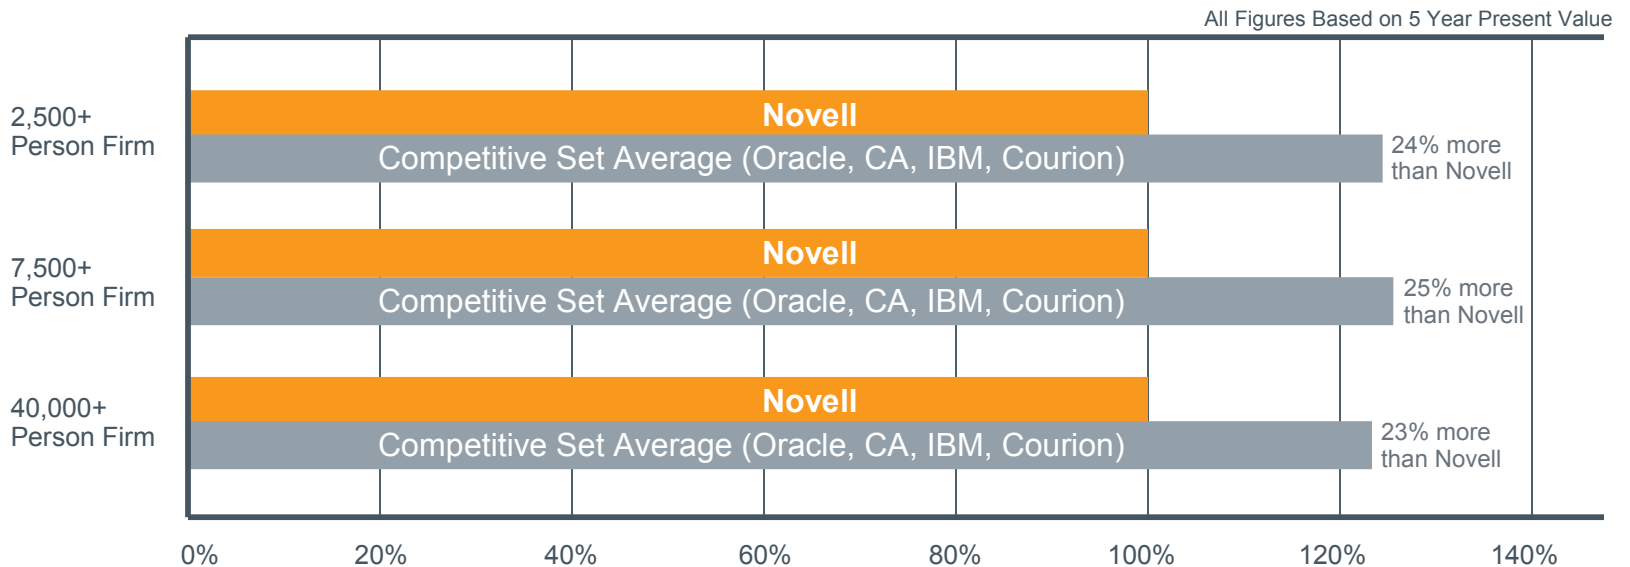 All Figures Based on 5 Year Present Value
2,500+
Person Firm
Novell
Competitive Set Average (Oracle, CA, IBM, Courion)
24% more
than Novell
7,500+
Person Firm
Novell
Competitive Set Average (Oracle, CA, IBM, Courion)
25% more
than Novell
40,000+
Person Firm
Novell
Competitive Set Average (Oracle, CA, IBM, Courion)
23% more
than Novell
0% 20% 40% 60% 80% 100% 120% 140%